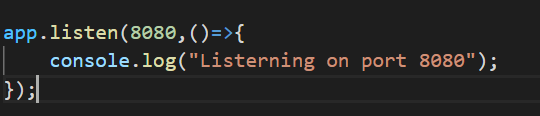 app.listen(8080,()=>{
    console.log("Listerning on port 8080");
});